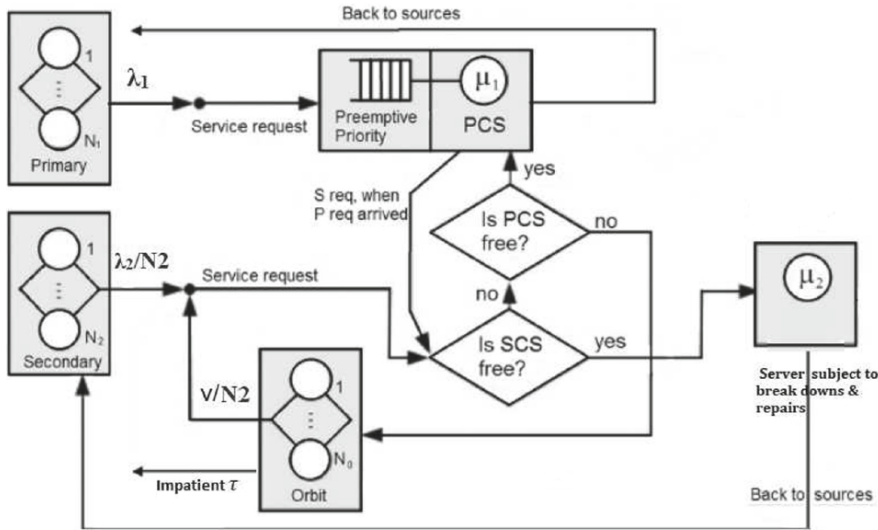 Back to sources
1
⋮
N₁
Primary
λ₁
Service request
Preemptive
Priority
μ₁
PCS
S req, when
P req arrived
yes
Is PCS
free?
no
1
⋮
N₂
Secondary
λ₂/N2
Service request
no
Is SCS
free?
yes
μ₂
Server subject to
break downs &
repairs
ν/N2
1
⋮
N₀
Orbit
Impatient τ
Back to sources